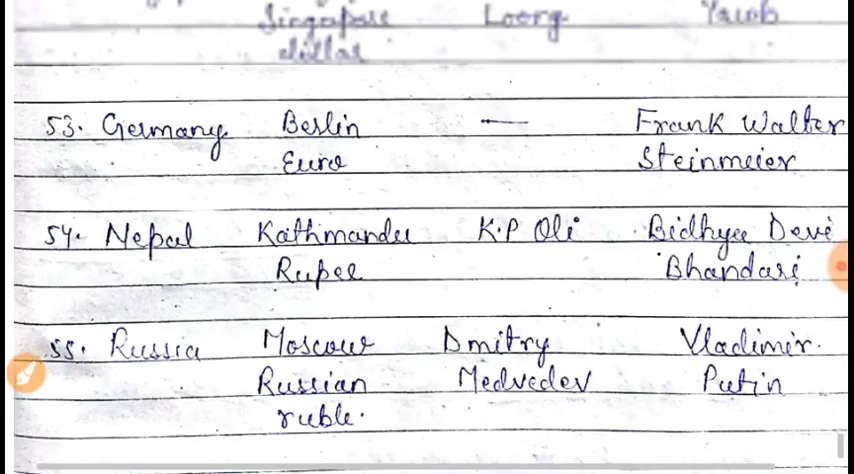 Singapore Loong Yacob
dollar
53. Germany Berlin — Frank Walter
Euro Steinmeier
54. Nepal Kathmandu K.P Oli Bidhya Devi
Rupee Bhandari
55. Russia Moscow Dmitry Vladimir.
Russian Medvedev Putin
ruble.